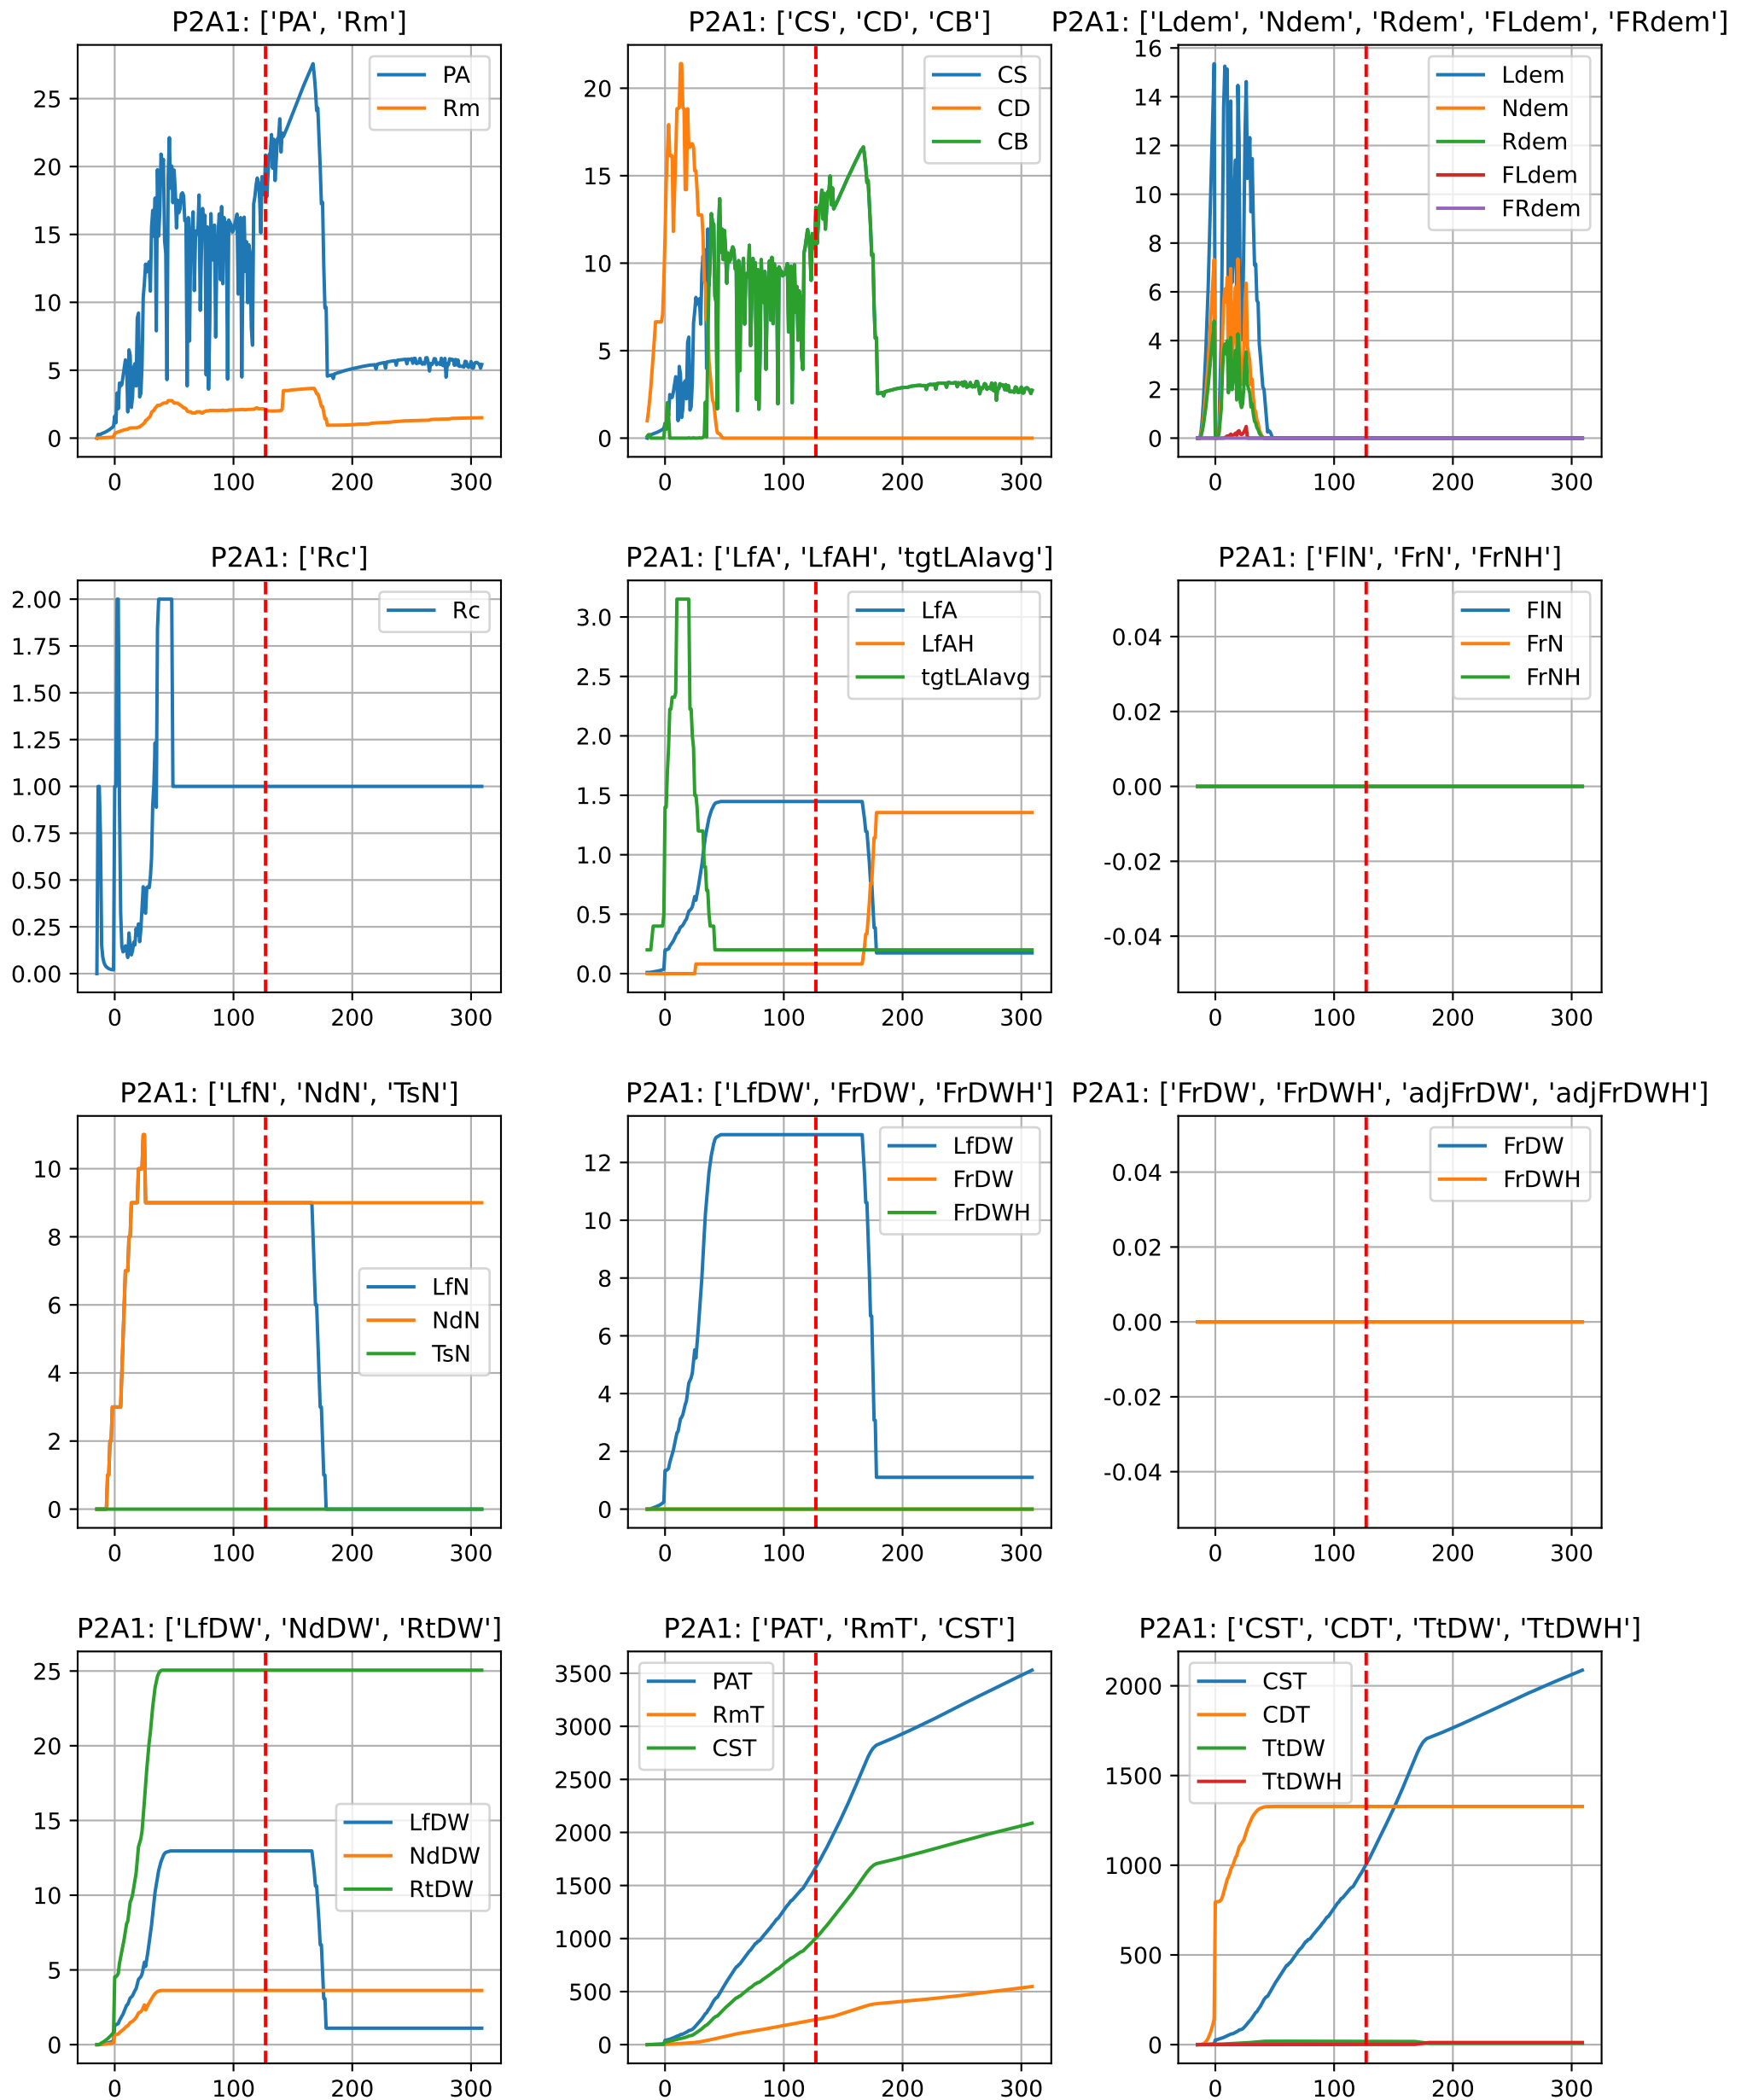 P2A1: ['PA', 'Rm']
25
20
15
10
5
0
0 100 200 300
PA
Rm
P2A1: ['CS', 'CD', 'CB']
20
15
10
5
0
0 100 200 300
CS
CD
CB
P2A1: ['Ldem', 'Ndem', 'Rdem', 'FLdem', 'FRdem']
16
14
12
10
8
6
4
2
0
0 100 200 300
Ldem
Ndem
Rdem
FLdem
FRdem
P2A1: ['Rc']
2.00
1.75
1.50
1.25
1.00
0.75
0.50
0.25
0.00
0 100 200 300
Rc
P2A1: ['LfA', 'LfAH', 'tgtLAIavg']
3.0
2.5
2.0
1.5
1.0
0.5
0.0
0 100 200 300
LfA
LfAH
tgtLAIavg
P2A1: ['FlN', 'FrN', 'FrNH']
0.04
0.02
0.00
-0.02
-0.04
0 100 200 300
FlN
FrN
FrNH
P2A1: ['LfN', 'NdN', 'TsN']
10
8
6
4
2
0
0 100 200 300
LfN
NdN
TsN
P2A1: ['LfDW', 'FrDW', 'FrDWH']
12
10
8
6
4
2
0
0 100 200 300
LfDW
FrDW
FrDWH
P2A1: ['FrDW', 'FrDWH', 'adjFrDW', 'adjFrDWH']
0.04
0.02
0.00
-0.02
-0.04
0 100 200 300
FrDW
FrDWH
P2A1: ['LfDW', 'NdDW', 'RtDW']
25
20
15
10
5
0
0 100 200 300
LfDW
NdDW
RtDW
P2A1: ['PAT', 'RmT', 'CST']
3500
3000
2500
2000
1500
1000
500
0
0 100 200 300
PAT
RmT
CST
P2A1: ['CST', 'CDT', 'TtDW', 'TtDWH']
2000
1500
1000
500
0
0 100 200 300
CST
CDT
TtDW
TtDWH